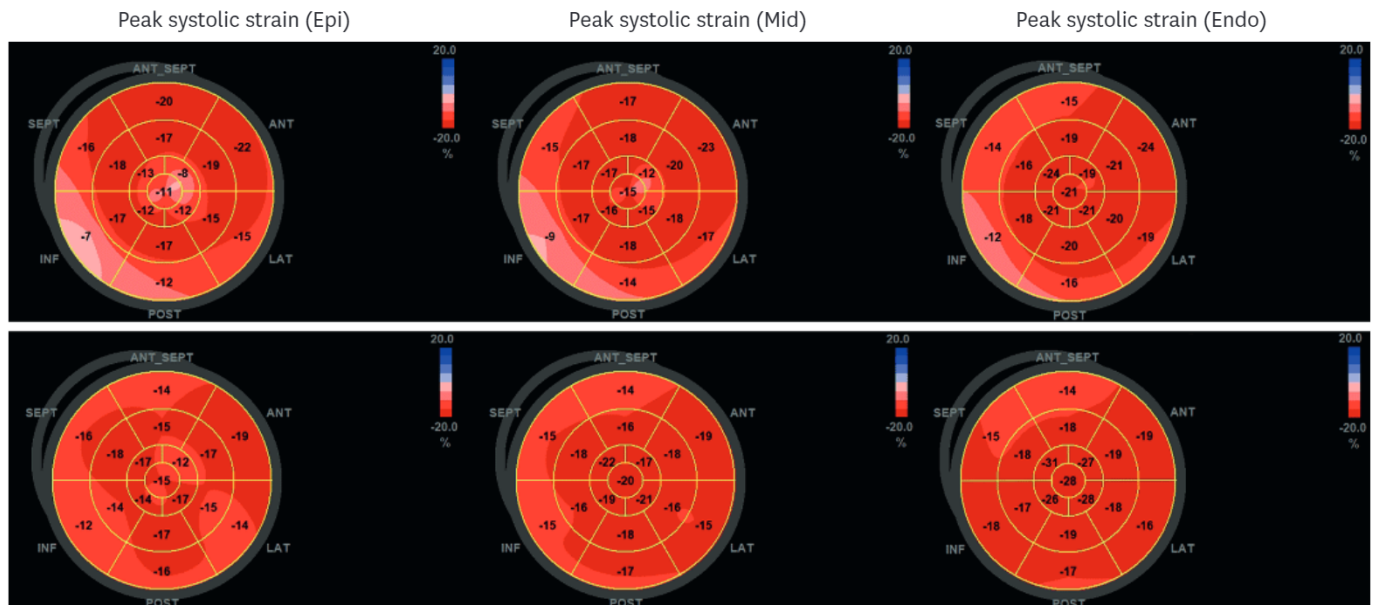 Peak systolic strain (Epi) Peak systolic strain (Mid) Peak systolic strain (Endo)
20.0 20.0 20.0
ANT_SEPT ANT_SEPT ANT_SEPT
-20 -17 -15
SEPT ANT SEPT ANT SEPT ANT
-20.0 -20.0 -20.0
% % %
-16 -17 -22 -15 -18 -23 -14 -19 -24
-18 -19 -17 -20 -16 -21
-13 -8 -17 -12 -24 -19
-11 -15 -21
-12 -12 -16 -15 -21 -21
-17 -15 -17 -18 -18 -20
-7 -17 -15 -9 -18 -17 -12 -20 -19
INF LAT INF LAT INF LAT
-12 -14 -16
POST POST POST
20.0 20.0 20.0
ANT_SEPT ANT_SEPT ANT_SEPT
-14 -14 -14
SEPT ANT SEPT ANT SEPT ANT
-20.0 -20.0 -20.0
% % %
-16 -15 -19 -15 -16 -19 -15 -18 -19
-18 -17 -18 -18 -18 -19
-17 -12 -22 -17 -31 -27
-15 -20 -28
-14 -17 -19 -21 -26 -28
-14 -15 -16 -16 -17 -18
-12 -17 -14 -15 -18 -15 -18 -19 -16
INF LAT INF LAT INF LAT
-16 -17 -17
POST POST POST